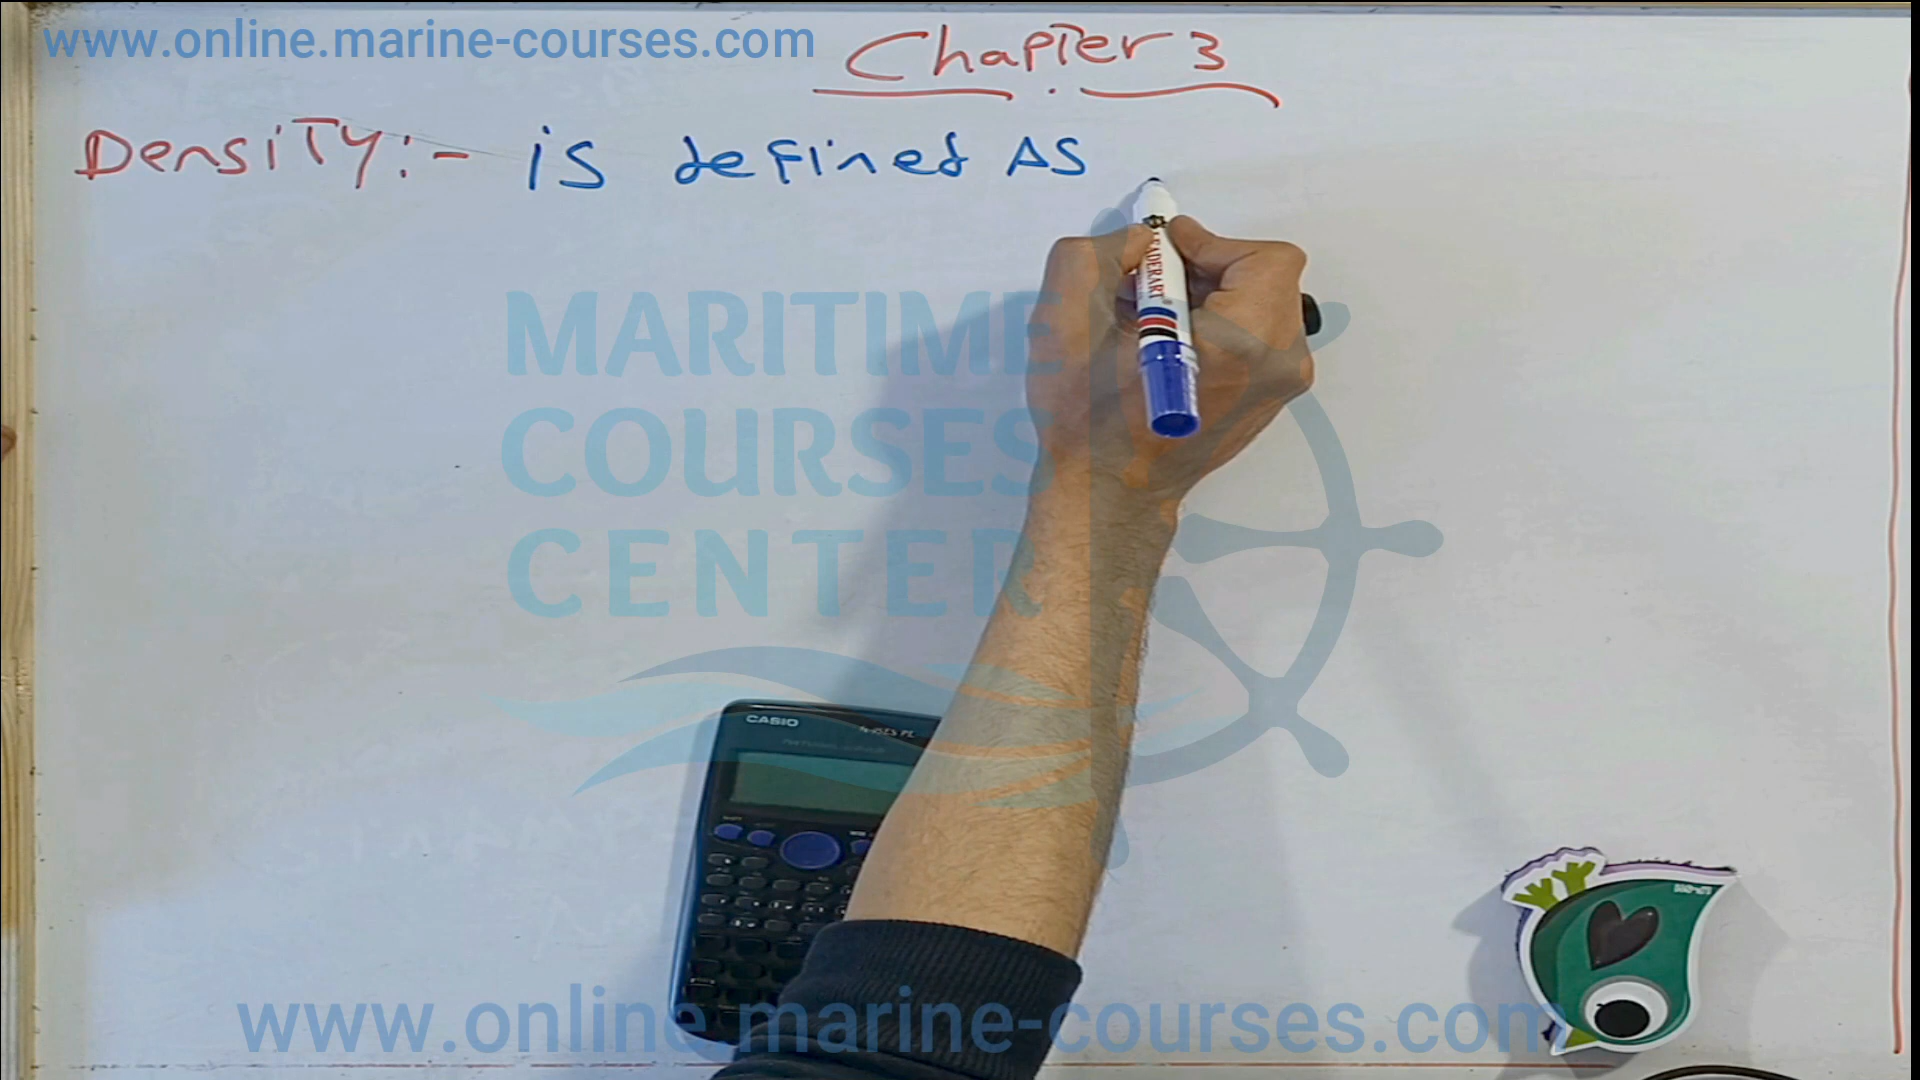 www.online.marine-courses.com
Chapter 3
Density:- is defined AS
LEADERART
MARITIME
COURSES
CENTER
CASIO
www.online.marine-courses.com